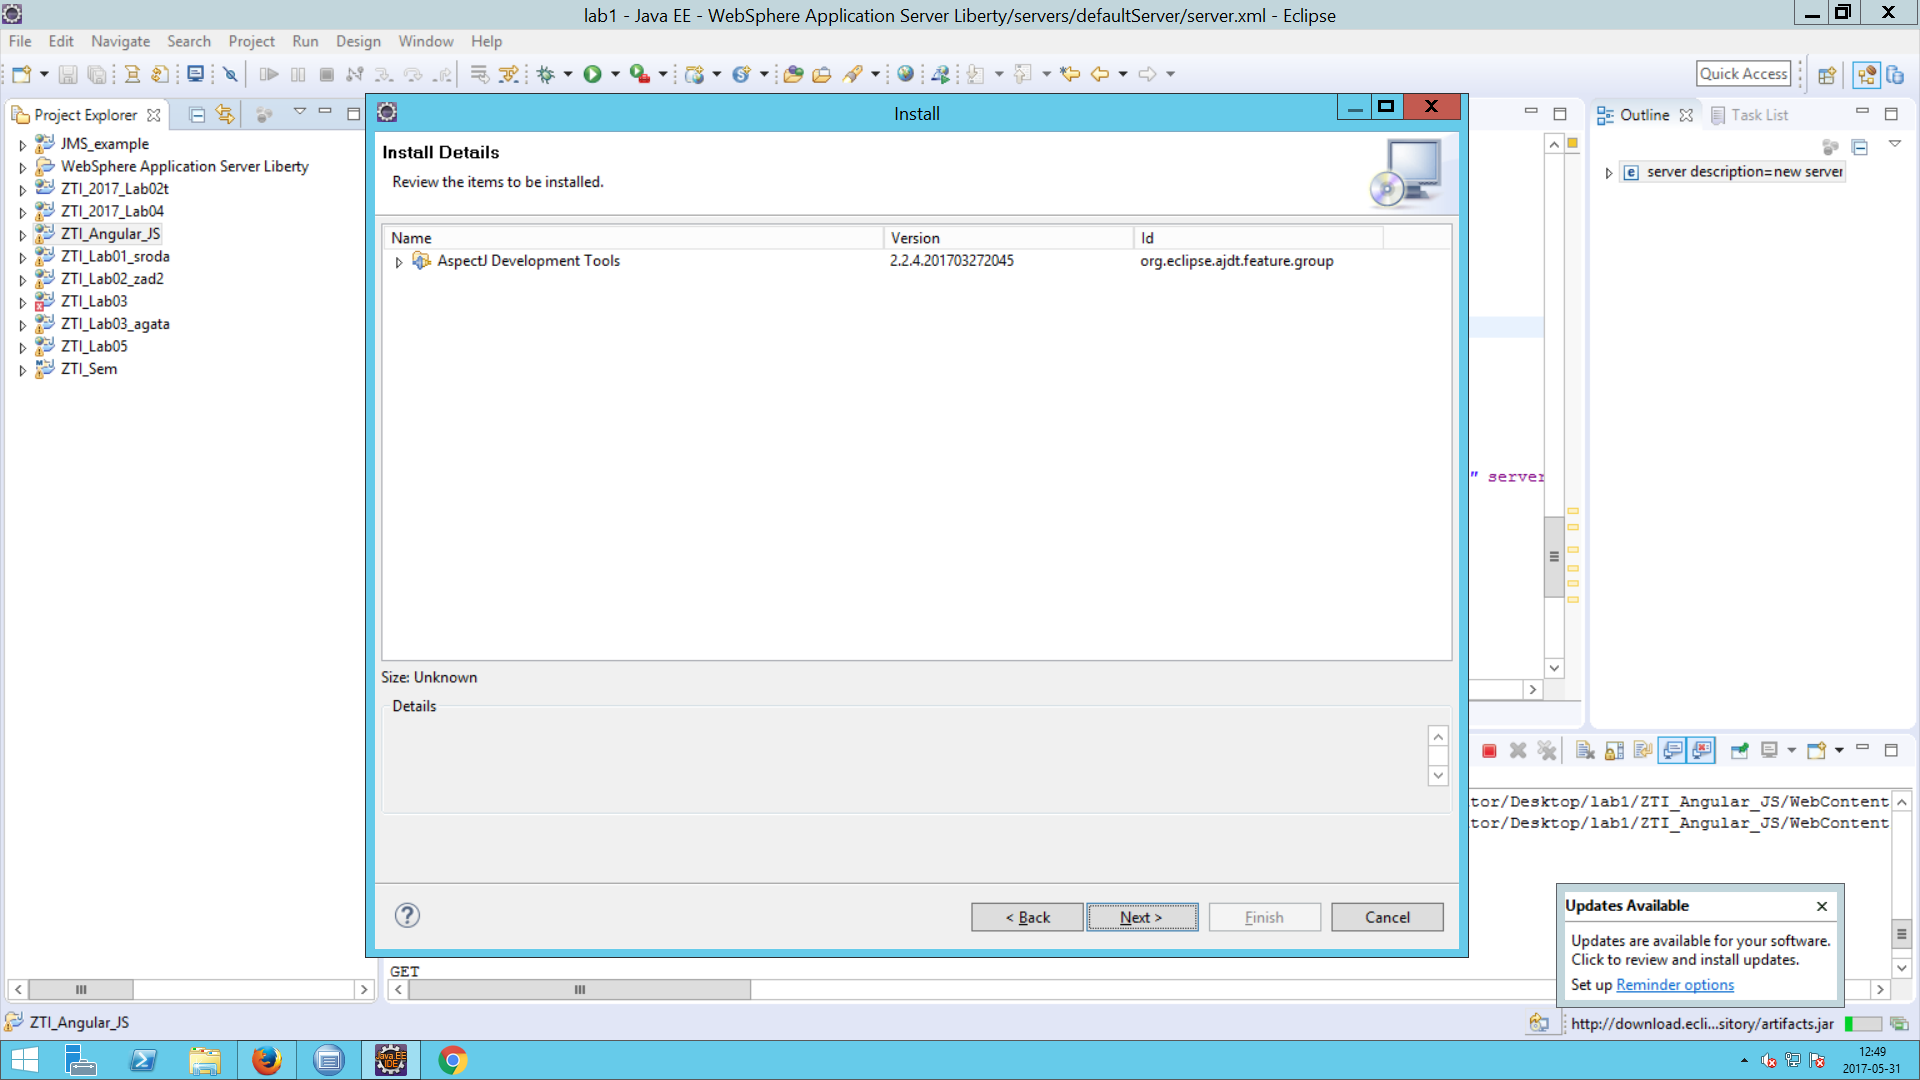 lab1 - Java EE - WebSphere Application Server Liberty/servers/defaultServer/server.xml - Eclipse
File Edit Navigate Search Project Run Design Window Help
Quick Access
Project Explorer
JMS_example
WebSphere Application Server Liberty
ZTI_2017_Lab02t
ZTI_2017_Lab04
ZTI_Angular_JS
ZTI_Lab01_sroda
ZTI_Lab02_zad2
ZTI_Lab03
ZTI_Lab03_agata
ZTI_Lab05
ZTI_Sem
Install
Install Details
Review the items to be installed.
Name Version Id
AspectJ Development Tools 2.2.4.201703272045 org.eclipse.ajdt.feature.group
Size: Unknown
Details
< Back Next > Finish Cancel
Outline Task List
server description=new server
" server
tor/Desktop/lab1/ZTI_Angular_JS/WebContent
tor/Desktop/lab1/ZTI_Angular_JS/WebContent
GET
Updates Available
Updates are available for your software.
Click to review and install updates.
Set up Reminder options
ZTI_Angular_JS
http://download.ecli...sitory/artifacts.jar
Java EE
IDE
12:49
2017-05-31